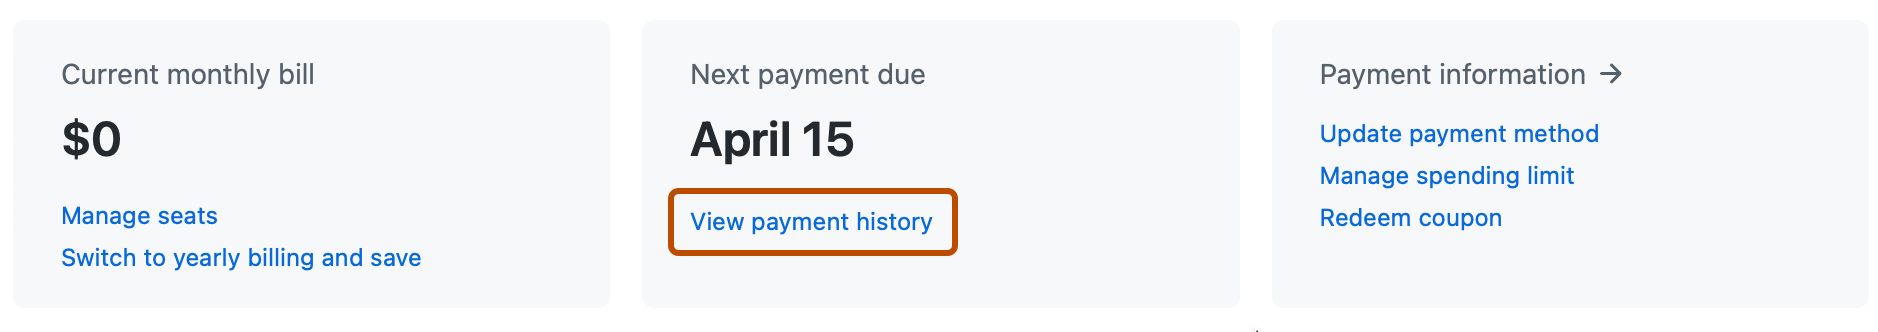 Current monthly bill
$0
Manage seats
Switch to yearly billing and save
Next payment due
April 15
View payment history
Payment information →
Update payment method
Manage spending limit
Redeem coupon